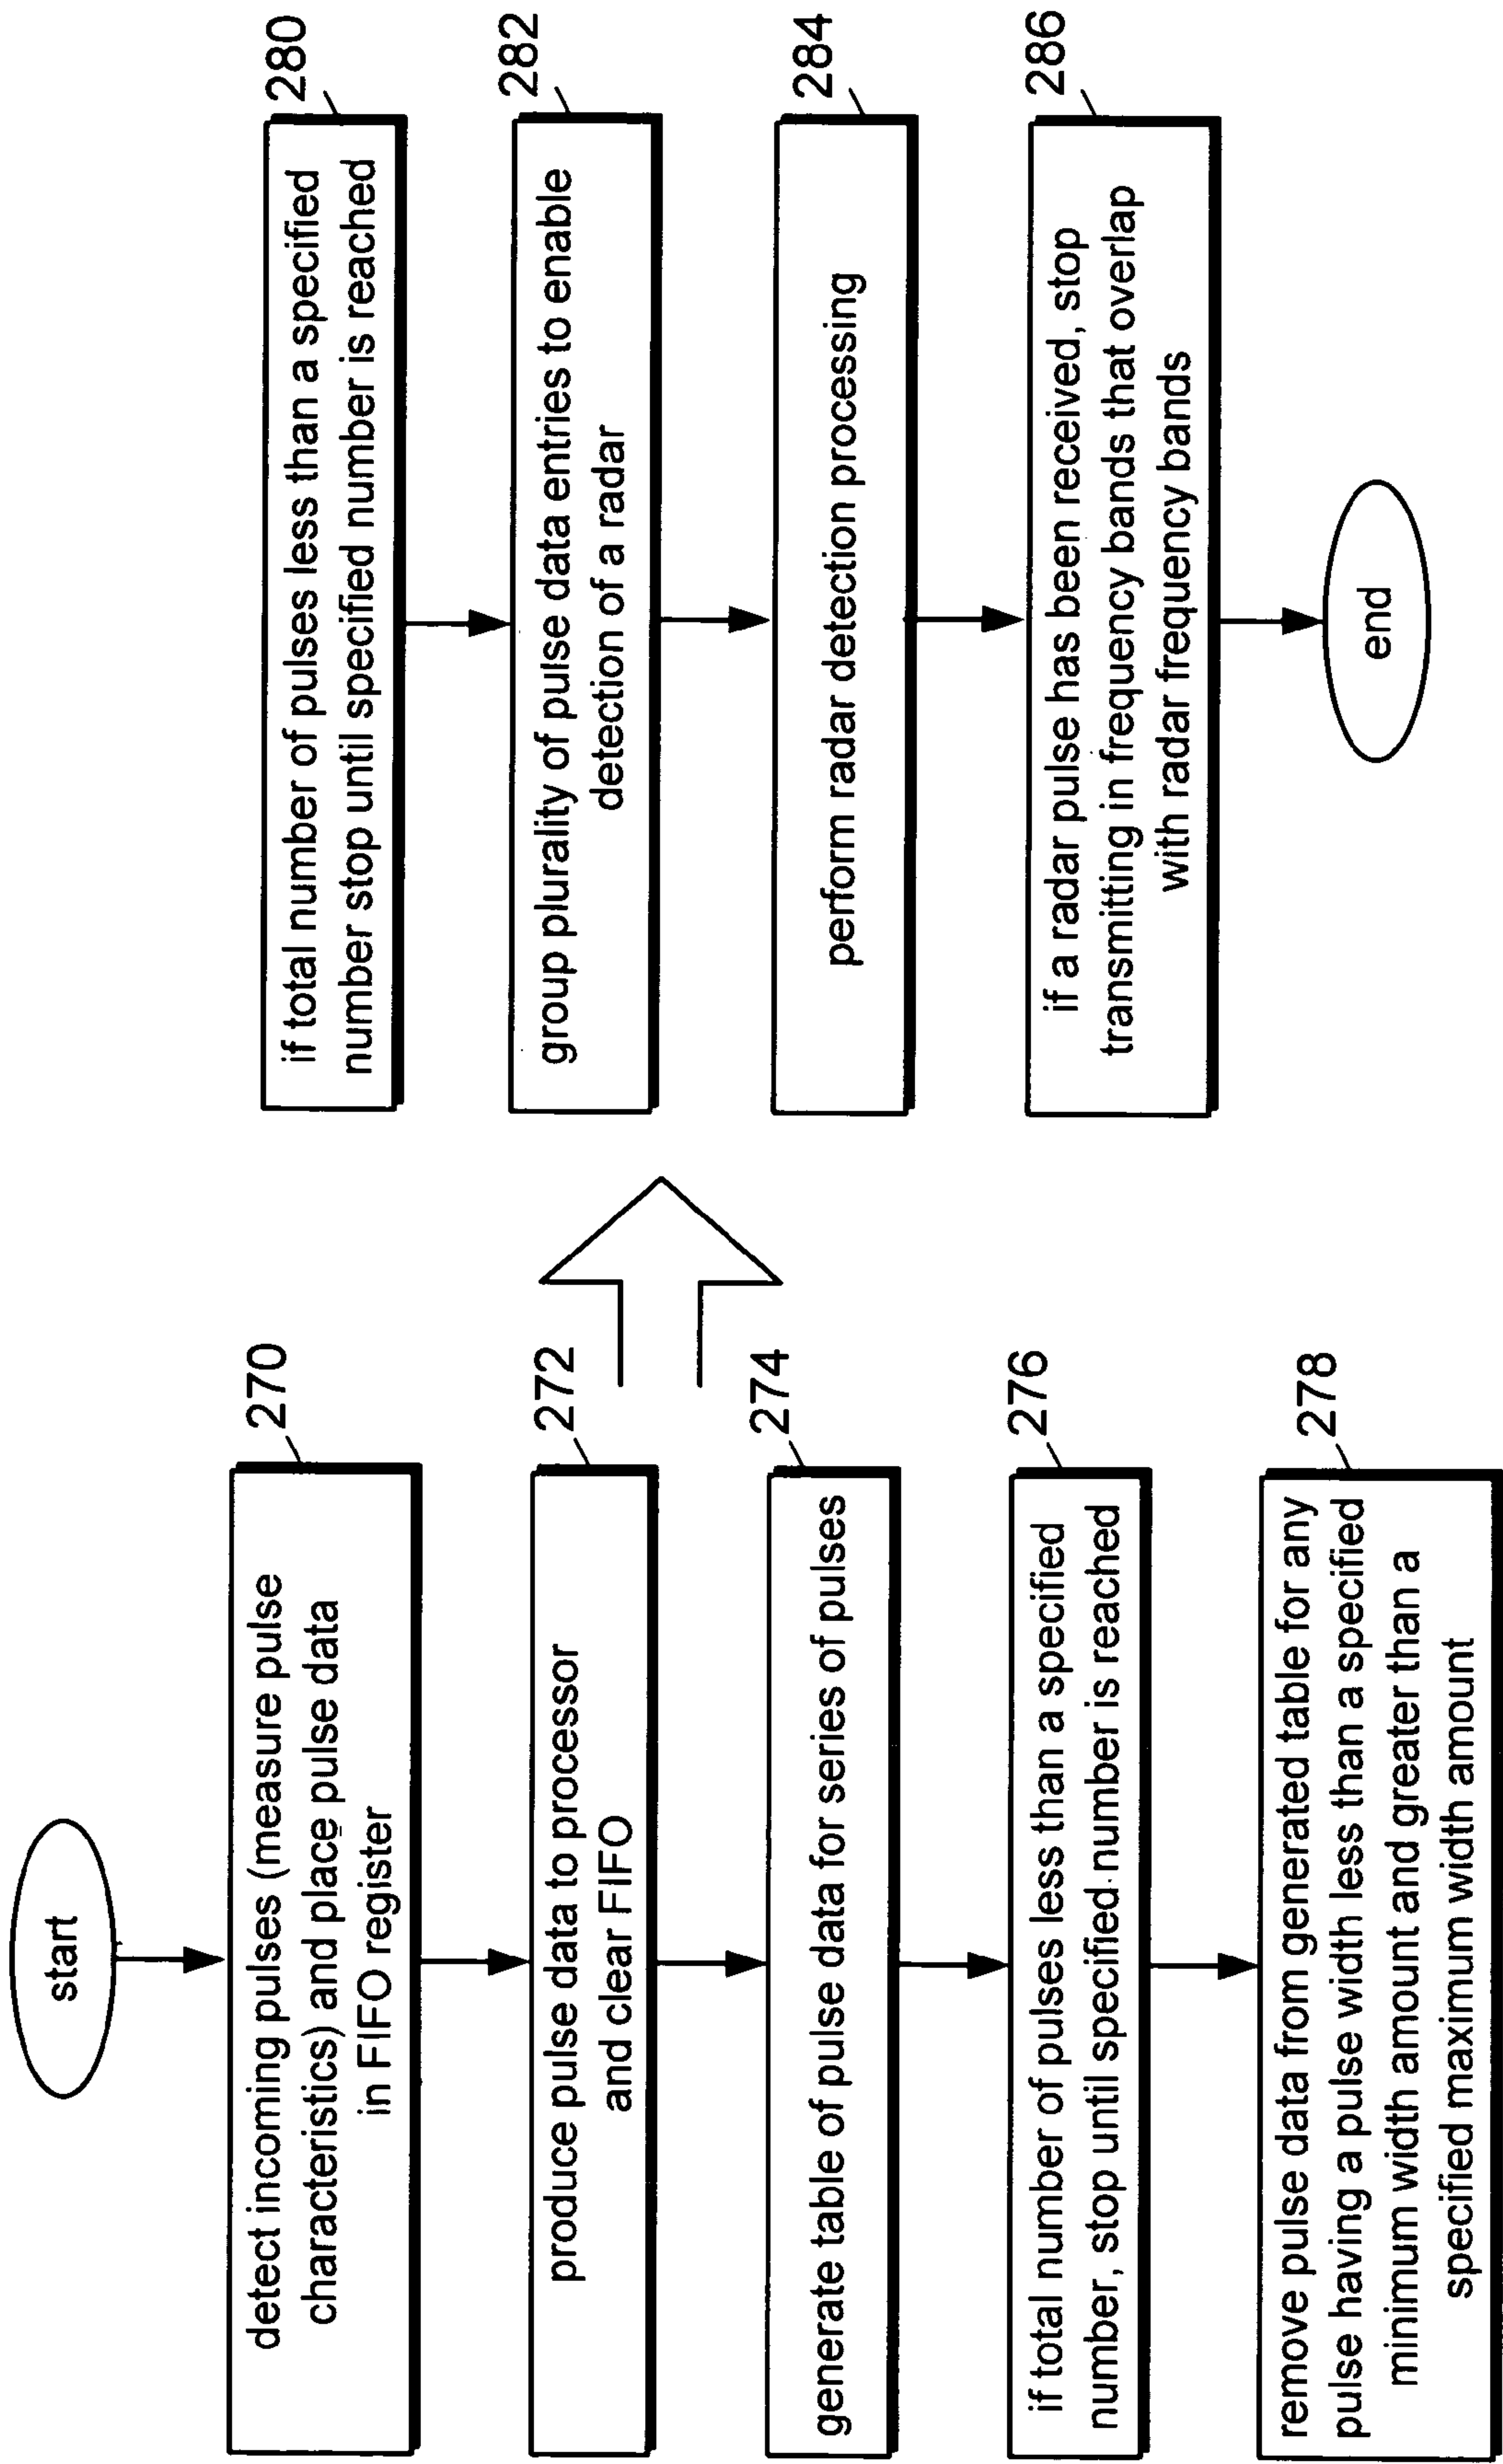 start
270
detect incoming pulses (measure pulse
characteristics) and place pulse data
in FIFO register
272
produce pulse data to processor
and clear FIFO
274
generate table of pulse data for series of pulses
276
if total number of pulses less than a specified
number, stop until specified number is reached
278
remove pulse data from generated table for any
pulse having a pulse width less than a specified
minimum width amount and greater than a
specified maximum width amount
280
if total number of pulses less than a specified
number stop until specified number is reached
282
group plurality of pulse data entries to enable
detection of a radar
284
perform radar detection processing
286
if a radar pulse has been received, stop
transmitting in frequency bands that overlap
with radar frequency bands
end